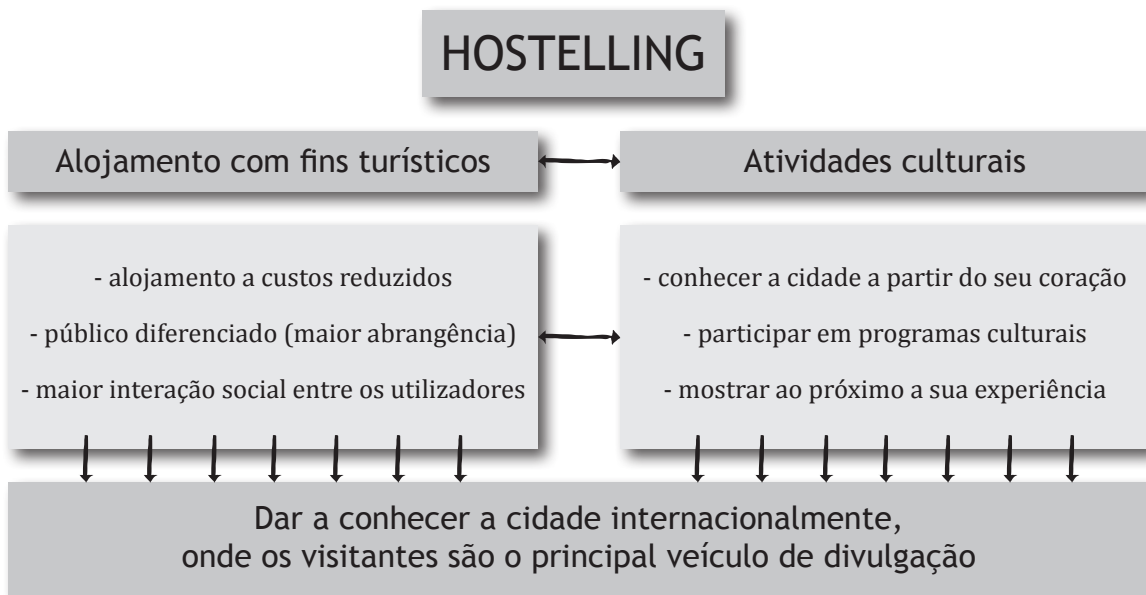 HOSTELLING
Alojamento com fins turísticos
Atividades culturais
- alojamento a custos reduzidos
- público diferenciado (maior abrangência)
- maior interação social entre os utilizadores
- conhecer a cidade a partir do seu coração
- participar em programas culturais
- mostrar ao próximo a sua experiência
Dar a conhecer a cidade internacionalmente,
onde os visitantes são o principal veículo de divulgação